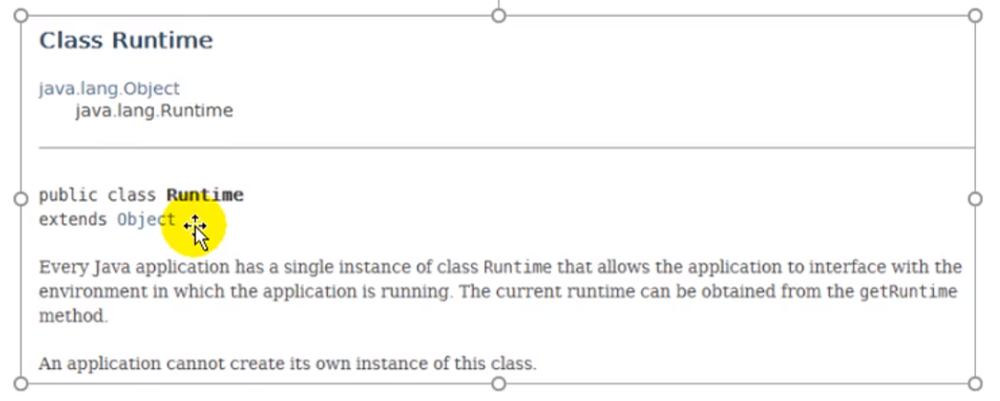 Class Runtime
java.lang.Object
java.lang.Runtime
public class Runtime
extends Object
Every Java application has a single instance of class Runtime that allows the application to interface with the
environment in which the application is running. The current runtime can be obtained from the getRuntime
method.
An application cannot create its own instance of this class.